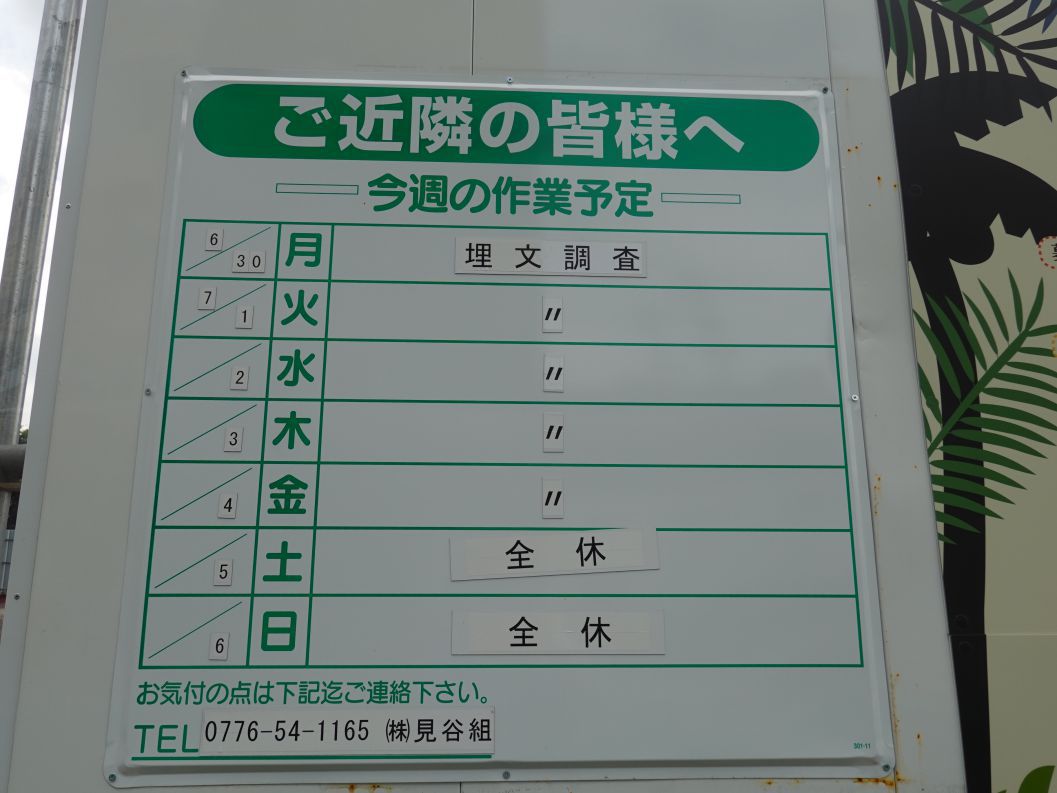 ご近隣の皆様へ
今週の作業予定
6/30 月 埋文調査
7/1 火 〃
/2 水 〃
/3 木 〃
/4 金 〃
/5 土 全休
/6 日 全休
お気付の点は下記迄ご連絡下さい。
TEL 0776-54-1165 ㈱見谷組
301-11